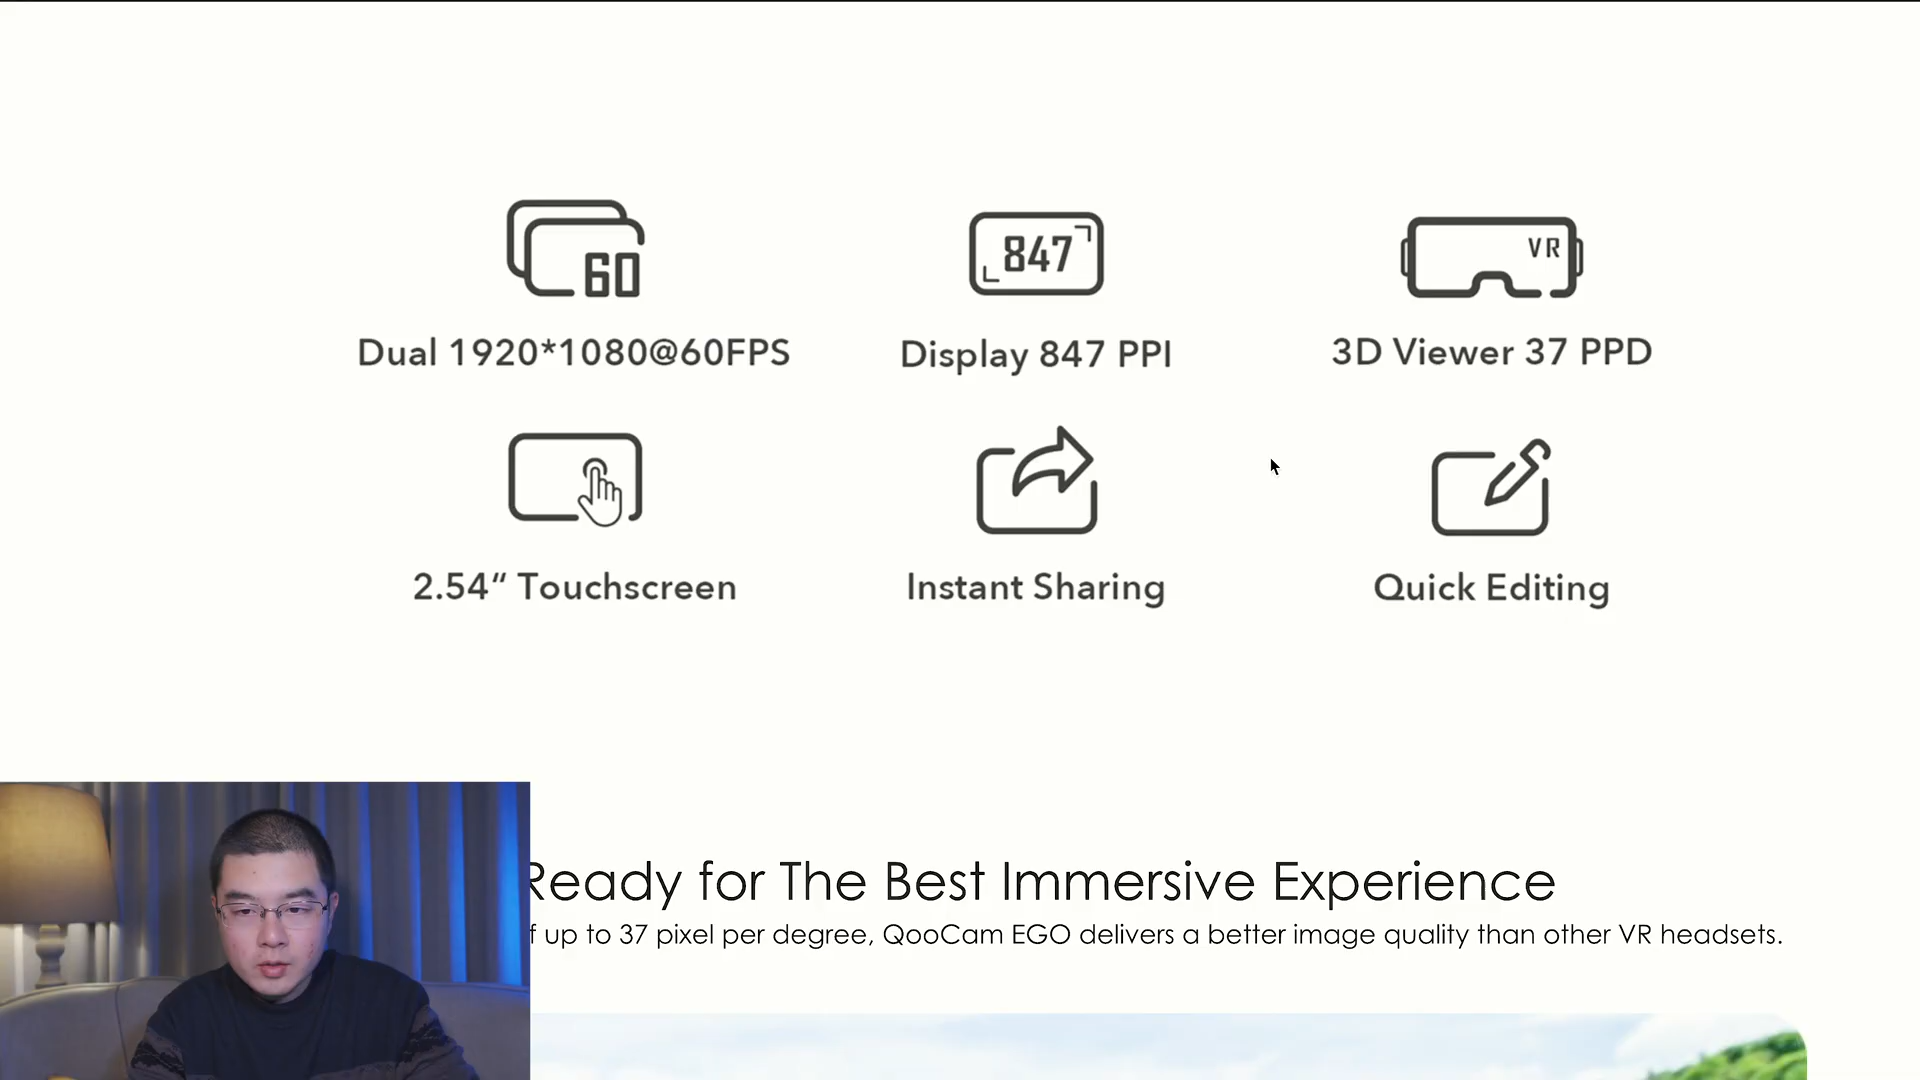 60
847
VR
Dual 1920*1080@60FPS
Display 847 PPI
3D Viewer 37 PPD
2.54“ Touchscreen
Instant Sharing
Quick Editing
Ready for The Best Immersive Experience
up to 37 pixel per degree, QooCam EGO delivers a better image quality than other VR headsets.